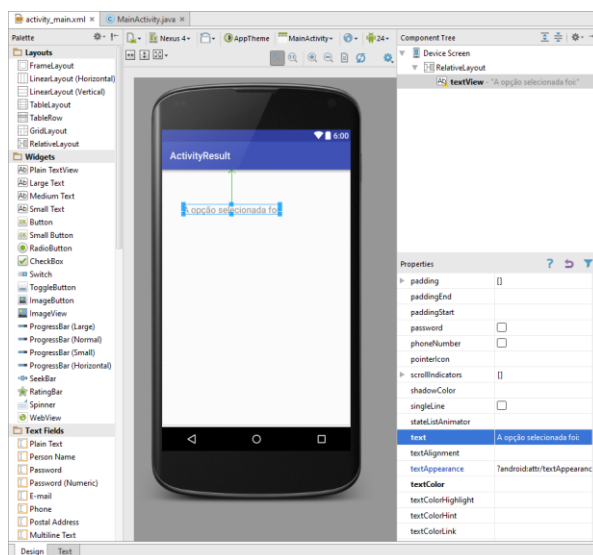 activity_main.xml × MainActivity.java ×
Palette
Nexus 4
AppTheme
MainActivity
24
Component Tree
Layouts
FrameLayout
LinearLayout (Horizontal)
LinearLayout (Vertical)
TableLayout
TableRow
GridLayout
RelativeLayout
Widgets
Plain TextView
Large Text
Medium Text
Small Text
Button
Small Button
RadioButton
CheckBox
Switch
ToggleButton
ImageButton
ImageView
ProgressBar (Large)
ProgressBar (Normal)
ProgressBar (Small)
ProgressBar (Horizontal)
SeekBar
RatingBar
Spinner
WebView
Text Fields
Plain Text
Person Name
Password
Password (Numeric)
E-mail
Phone
Postal Address
Multiline Text
Design Text
6:00
ActivityResult
A opção selecionada foi:
Device Screen
RelativeLayout
textView - "A opção selecionada foi:"
Properties
padding []
paddingEnd
paddingStart
password
phoneNumber
pointerIcon
scrollIndicators []
shadowColor
singleLine
stateListAnimator
text A opção selecionada foi:
textAlignment
textAppearance ?android:attr/textAppearanc
textColor
textColorHighlight
textColorHint
textColorLink